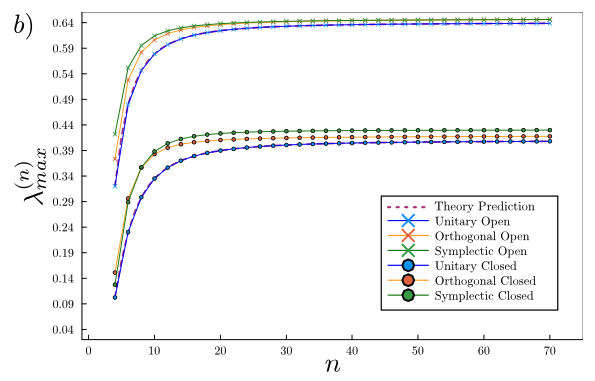 b)
0.64
0.59
0.54
0.49
0.44
0.39
0.34
0.29
0.24
0.19
0.14
0.09
0.04
λ_max^(n)
Theory Prediction
Unitary Open
Orthogonal Open
Symplectic Open
Unitary Closed
Orthogonal Closed
Symplectic Closed
0 10 20 30 40 50 60 70
n